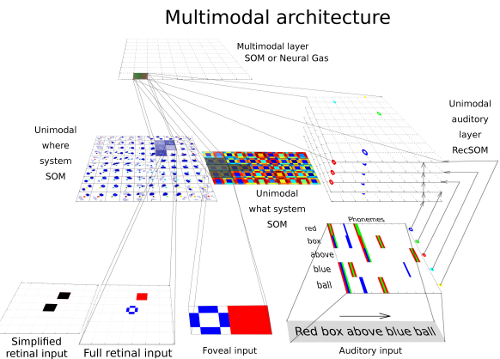 Multimodal architecture
Multimodal layer
SOM or Neural Gas
Unimodal
auditory
layer
RecSOM
Unimodal
where
system
SOM
Unimodal
what system
SOM
Phonemes
red
box
above
blue
ball
Red box above blue ball
Simplified
retinal input
Full retinal input
Foveal input
Auditory input